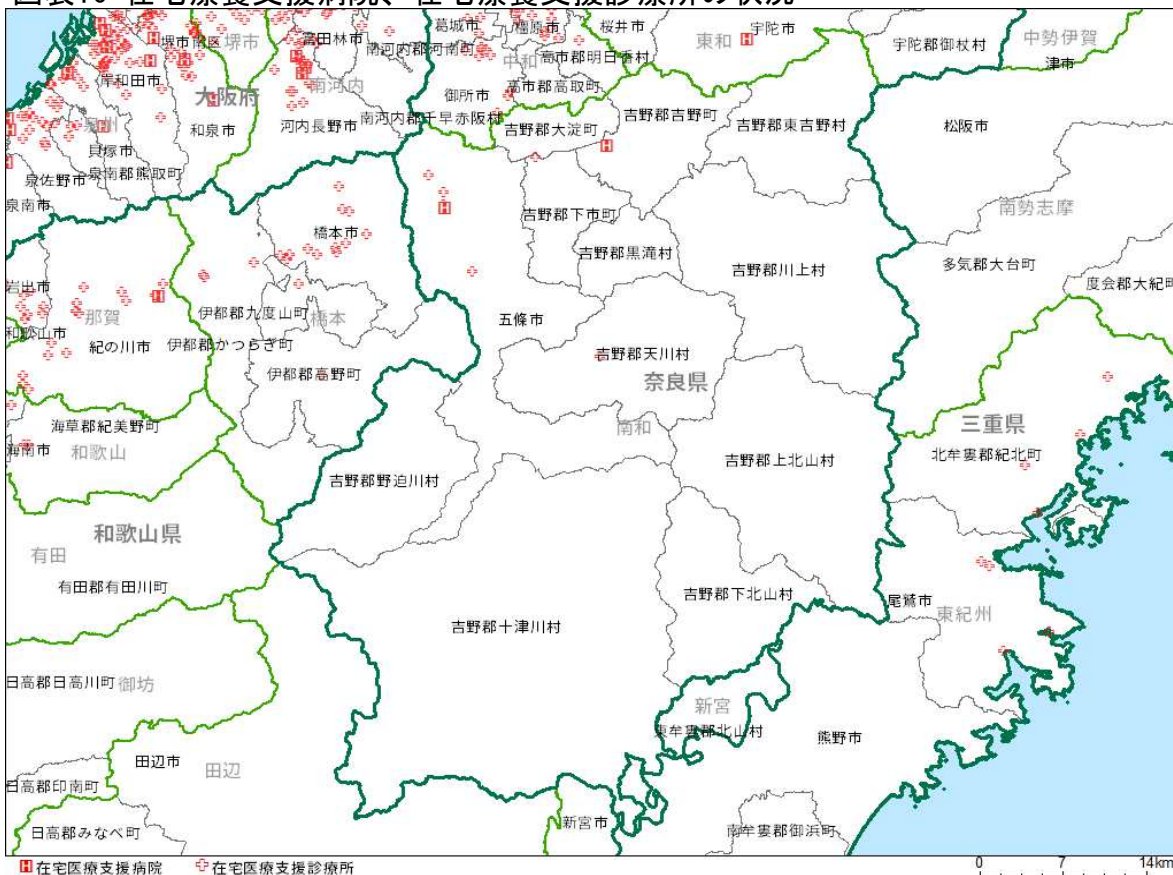 図表16 在宅療養支援病院、在宅療養支援診療所の状況
葛城市
橿原市
桜井市
宇陀市
東和
宇陀郡御杖村
中勢伊賀
津市
堺市南区
堺市
富田林市
南河内郡河南町
中和
高市郡明日香村
岸和田市
大阪府
南河内
御所市
高市郡高取町
泉州
和泉市
河内長野市
南河内郡千早赤阪村
吉野郡大淀町
吉野郡吉野町
吉野郡東吉野村
松阪市
貝塚市
泉佐野市
泉南郡熊取町
泉南市
橋本市
吉野郡下市町
南勢志摩
吉野郡黒滝村
吉野郡川上村
多気郡大台町
度会郡大紀町
岩出市
那賀
伊都郡九度山町
橋本
五條市
和歌山市
紀の川市
伊都郡かつらぎ町
吉野郡天川村
伊都郡高野町
奈良県
海草郡紀美野町
南和
三重県
海南市
和歌山
吉野郡野迫川村
吉野郡上北山村
北牟婁郡紀北町
和歌山県
有田
有田郡有田川町
吉野郡下北山村
尾鷲市
東紀州
吉野郡十津川村
日高郡日高川町
御坊
新宮
東牟婁郡北山村
熊野市
田辺市
田辺
日高郡印南町
新宮市
南牟婁郡御浜町
日高郡みなべ町
在宅医療支援病院 在宅医療支援診療所
0 7 14km